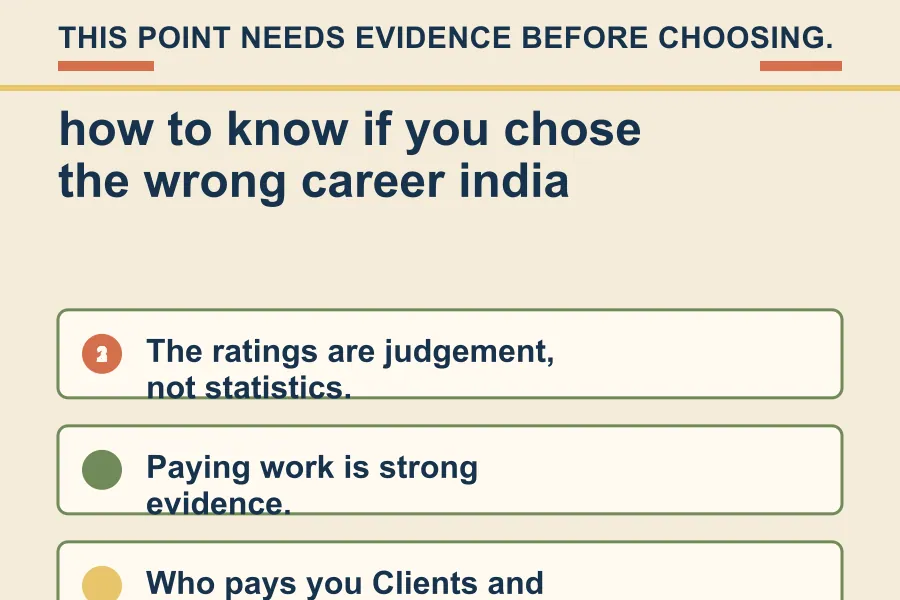 THIS POINT NEEDS EVIDENCE BEFORE CHOOSING.
how to know if you chose
the wrong career india
The ratings are judgement,
not statistics.
Paying work is strong
evidence.
Who pays you Clients and